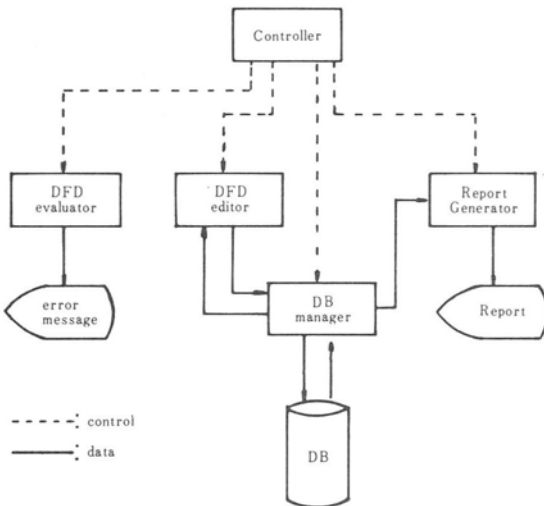 Controller
DFD
evaluator
DFD
editor
Report
Generator
error
message
DB
manager
Report
control
data
DB